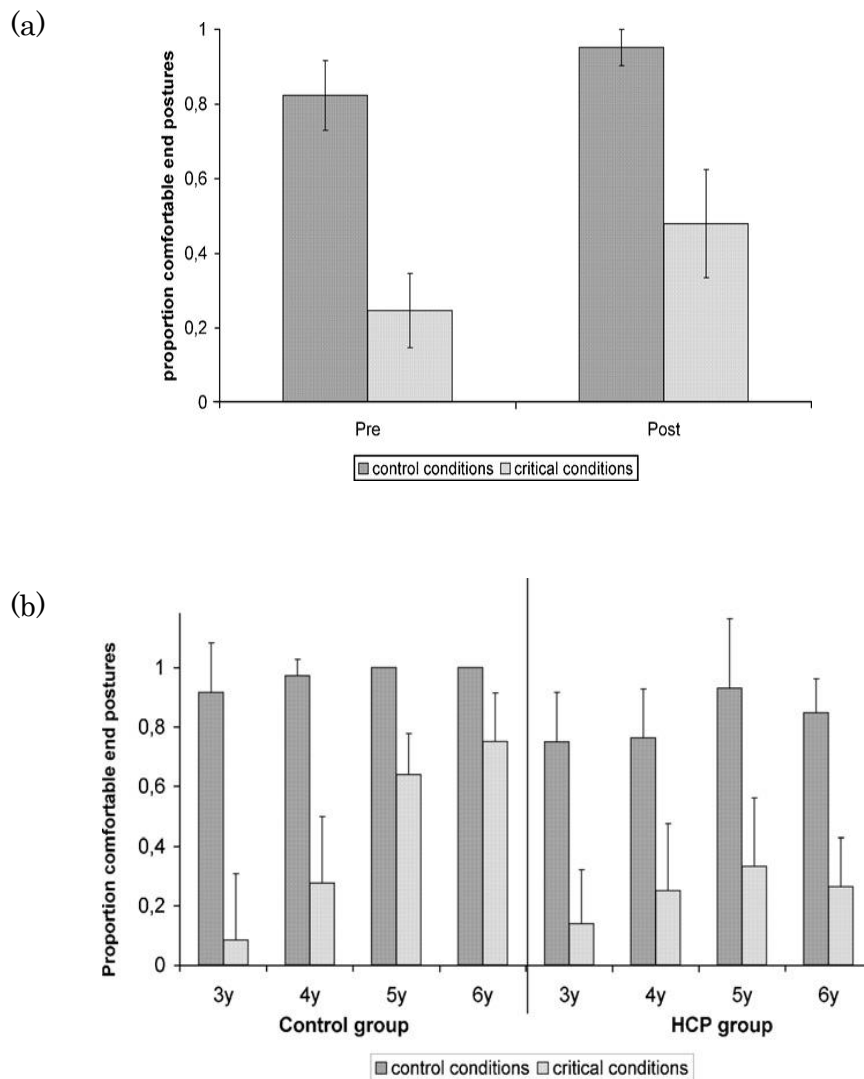 (a)
proportion comfortable end postures
1
0,8
0,6
0,4
0,2
0
Pre Post
control conditions critical conditions
(b)
Proportion comfortable end postures
1
0,8
0,6
0,4
0,2
0
3y 4y 5y 6y 3y 4y 5y 6y
Control group HCP group
control conditions critical conditions